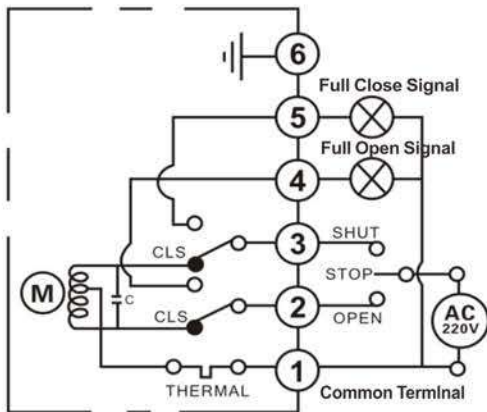 6
Full Close Signal
5
Full Open Signal
4
CLS
3
SHUT
STOP
M
C
CLS
2
OPEN
AC
220V
THERMAL
1
Common Terminal